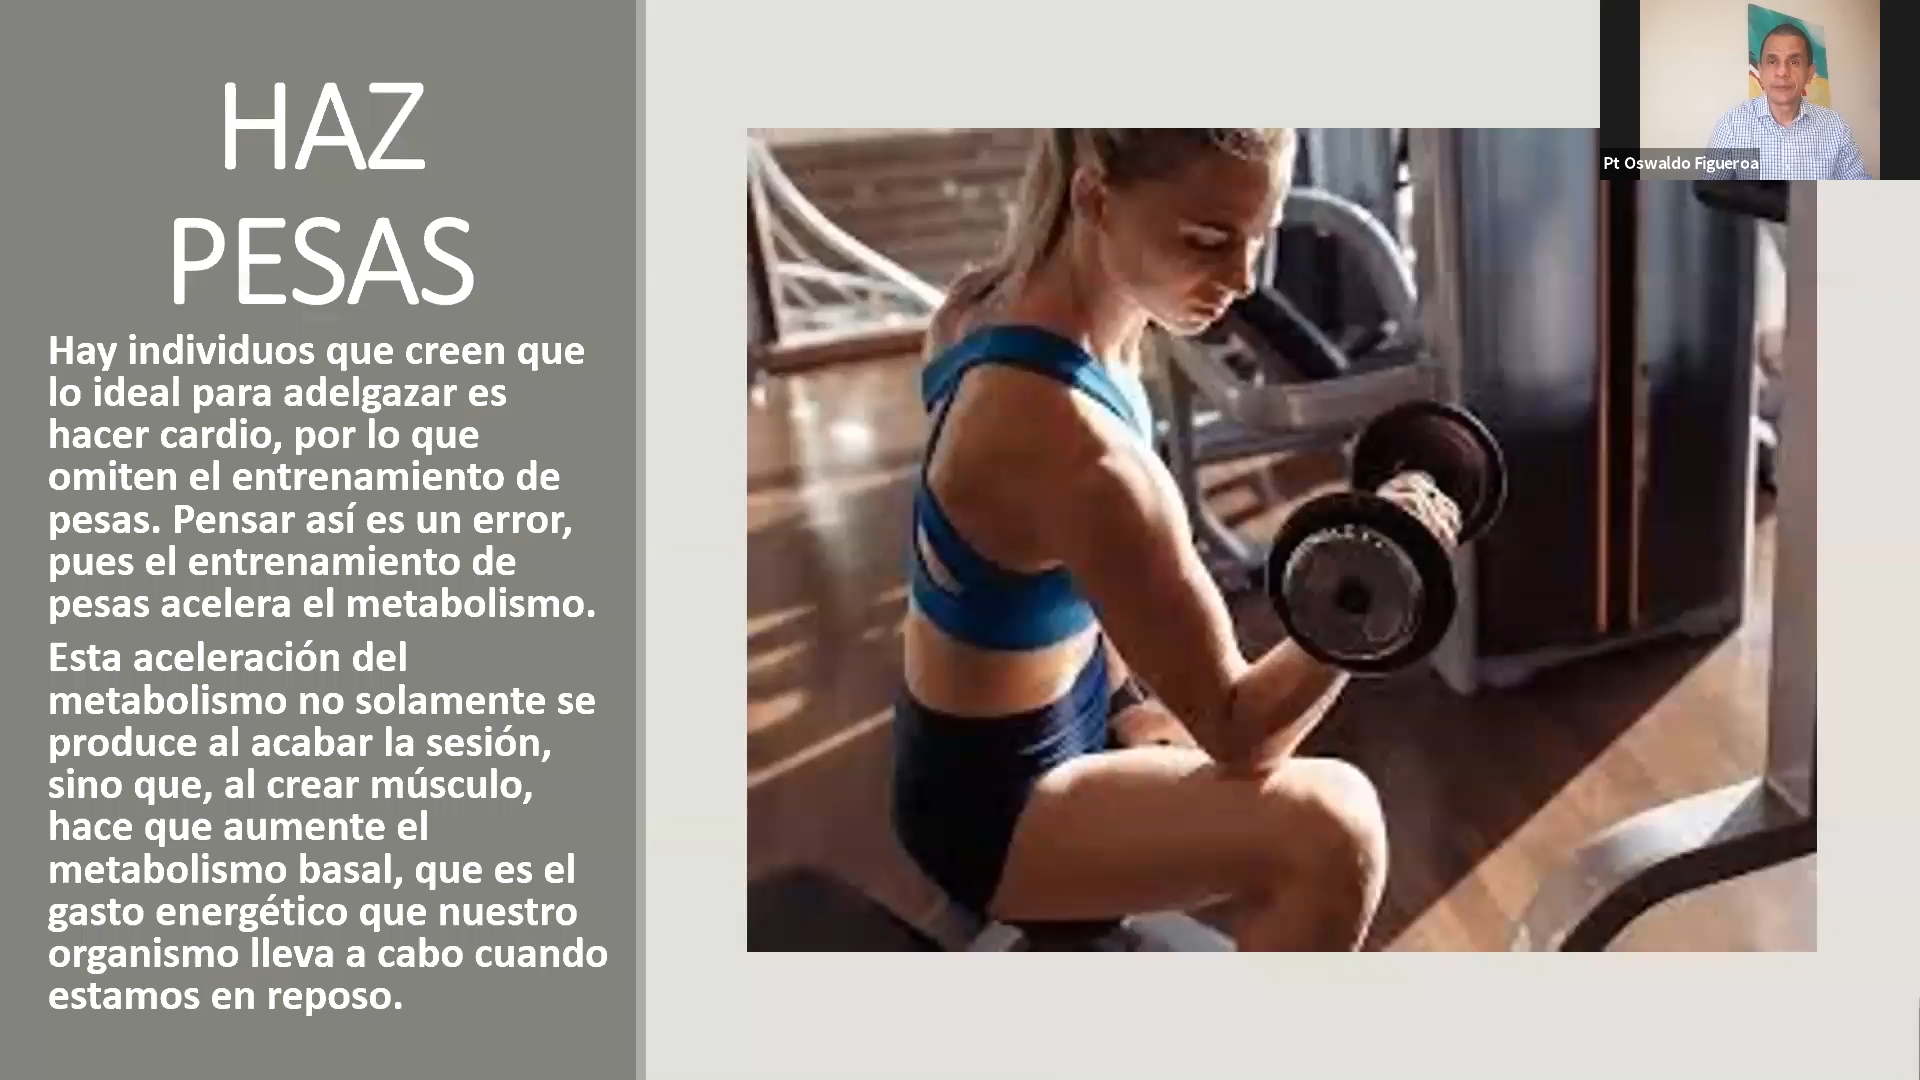 HAZ
PESAS
Hay individuos que creen que
lo ideal para adelgazar es
hacer cardio, por lo que
omiten el entrenamiento de
pesas. Pensar así es un error,
pues el entrenamiento de
pesas acelera el metabolismo.
Esta aceleración del
metabolismo no solamente se
produce al acabar la sesión,
sino que, al crear músculo,
hace que aumente el
metabolismo basal, que es el
gasto energético que nuestro
organismo lleva a cabo cuando
estamos en reposo.
Pt Oswaldo Figueroa